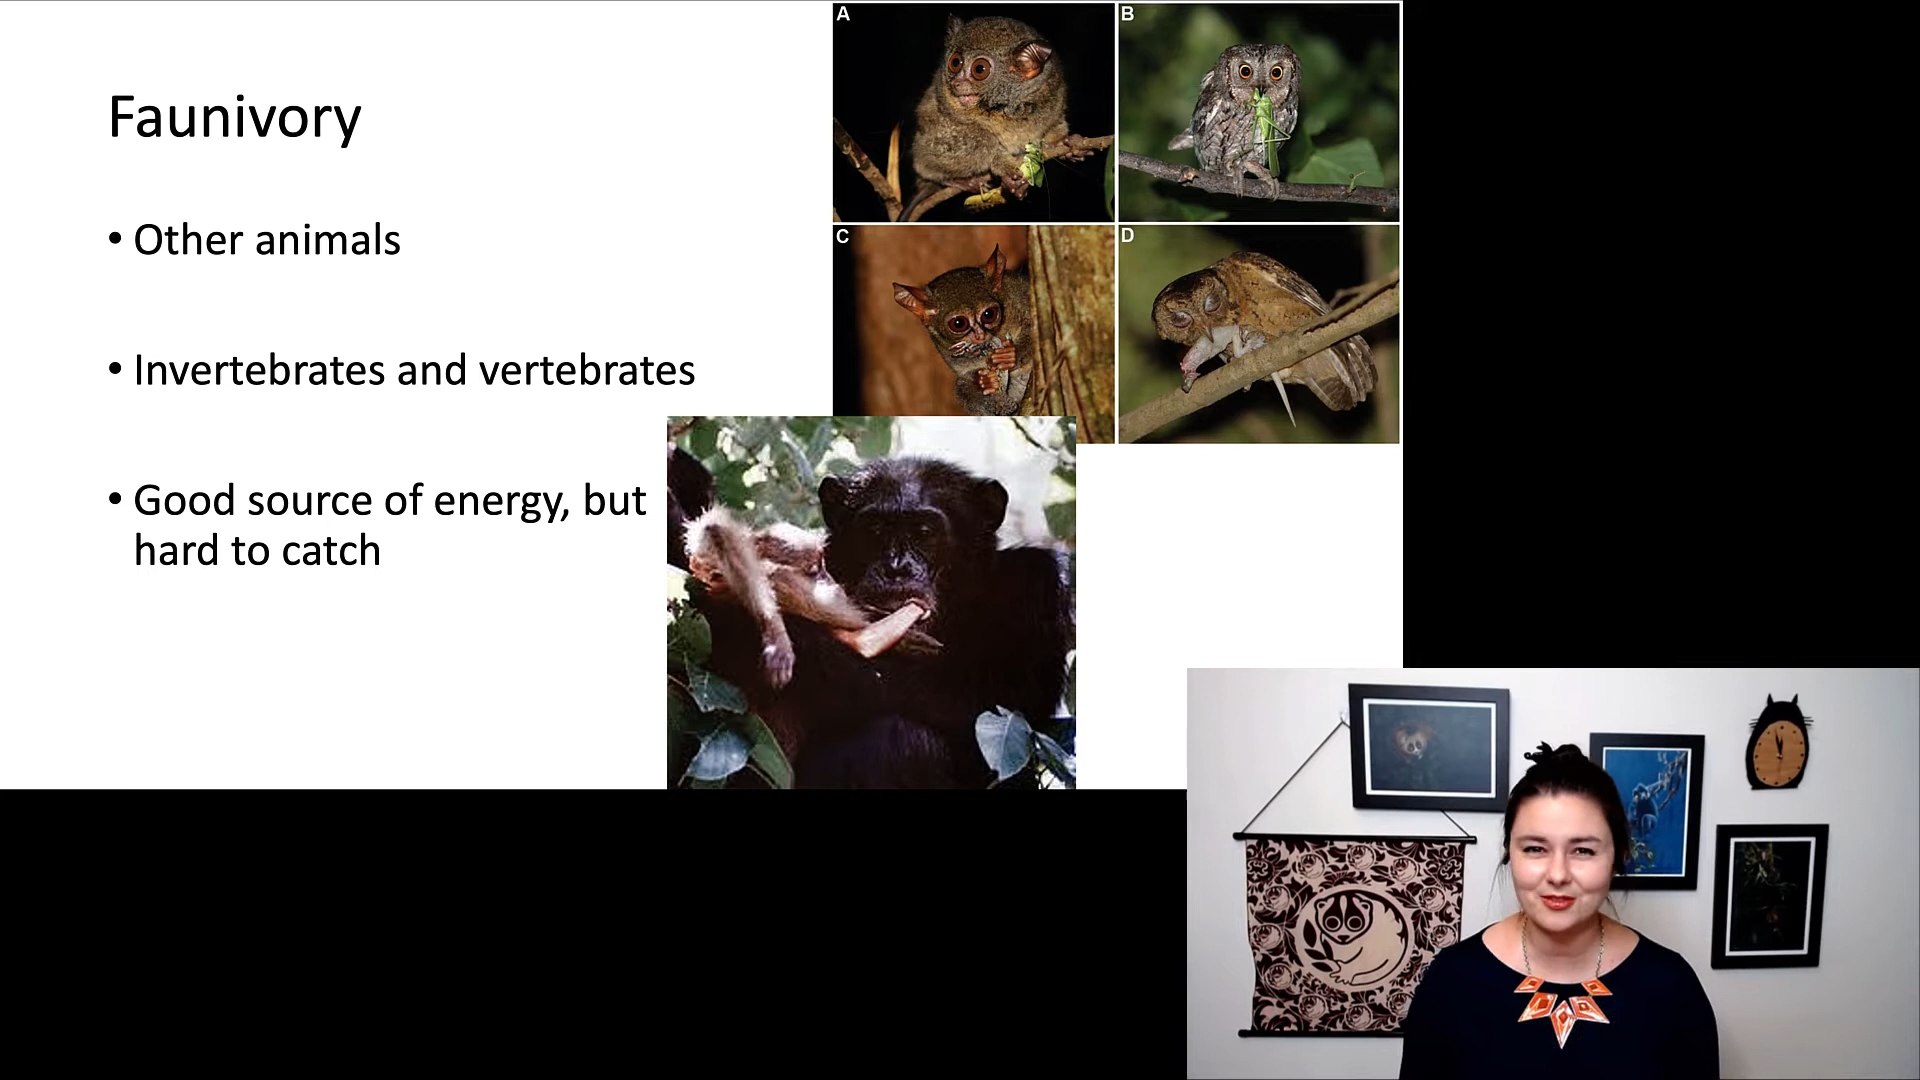 Faunivory
• Other animals
• Invertebrates and vertebrates
• Good source of energy, but
hard to catch
A
B
C
D